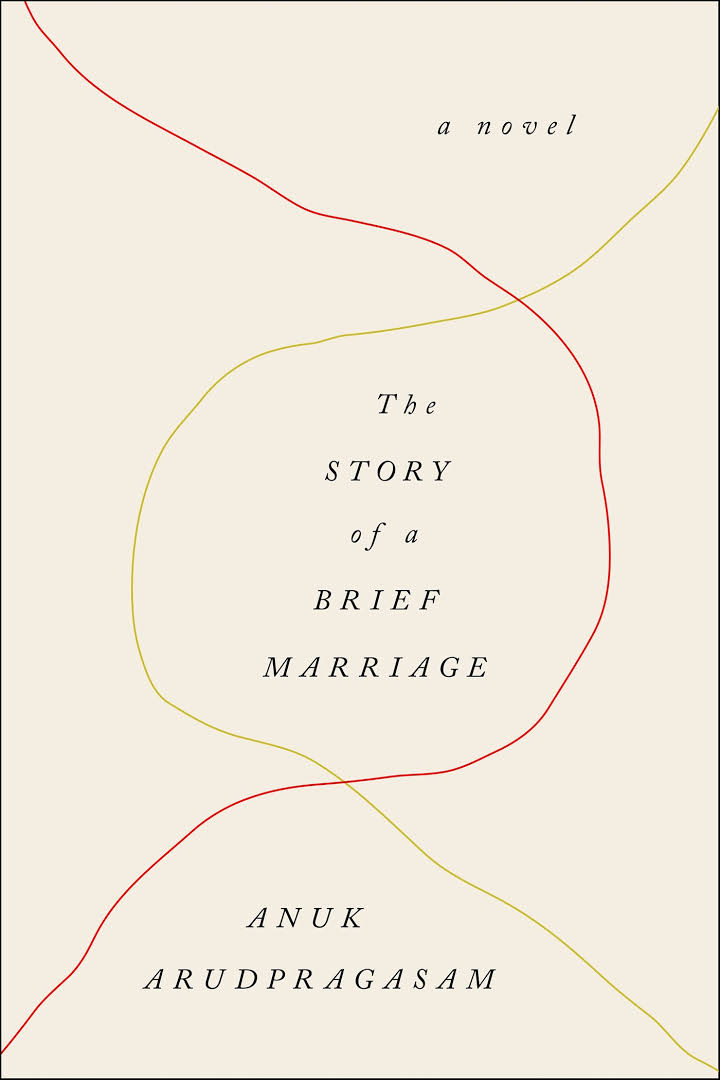 a novel
The
STORY
of a
BRIEF
MARRIAGE
ANUK
ARUDPRAGASAM